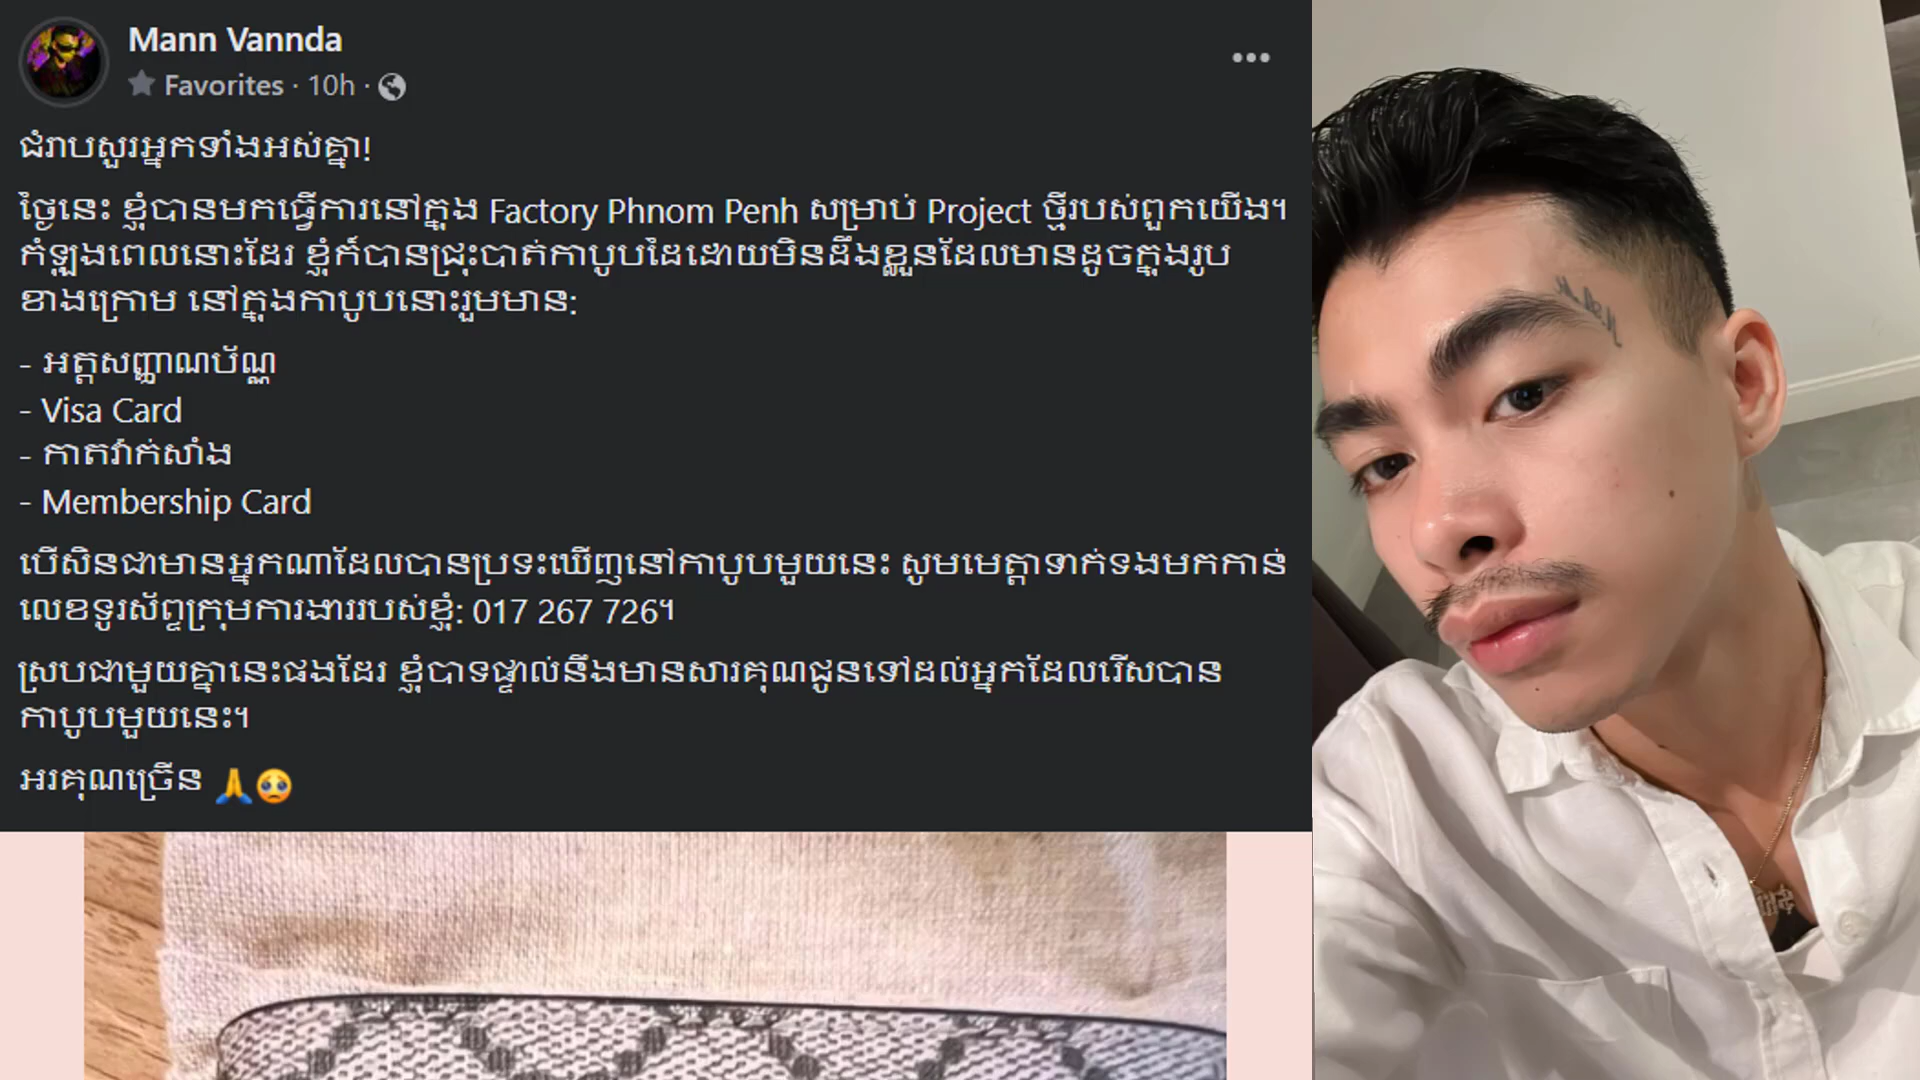 Mann Vannda
Favorites · 10h ·
ជំរាបសួរអ្នកទាំងអស់គ្នា!
ថ្ងៃនេះ ខ្ញុំបានមកធ្វើការនៅក្នុង Factory Phnom Penh សម្រាប់ Project ថ្មីរបស់ពួកយើង។
កំឡុងពេលនោះដែរ ខ្ញុំក៏បានជ្រុះបាត់កាបូបដៃដោយមិនដឹងខ្លួនដែលមានដូចក្នុងរូប
ខាងក្រោម នៅក្នុងកាបូបនោះរួមមាន:
- អត្តសញ្ញាណប័ណ្ណ
- Visa Card
- កាតវ៉ាក់សាំង
- Membership Card
បើសិនជាមានអ្នកណាដែលបានប្រទះឃើញនៅកាបូបមួយនេះ សូមមេត្តាទាក់ទងមកកាន់
លេខទូរស័ព្ទក្រុមការងាររបស់ខ្ញុំ: 017 267 726។
ស្របជាមួយគ្នានេះផងដែរ ខ្ញុំបាទផ្ទាល់នឹងមានសារគុណជូនទៅដល់អ្នកដែលរើសបាន
កាបូបមួយនេះ។
អរគុណច្រើន 🙏🥹